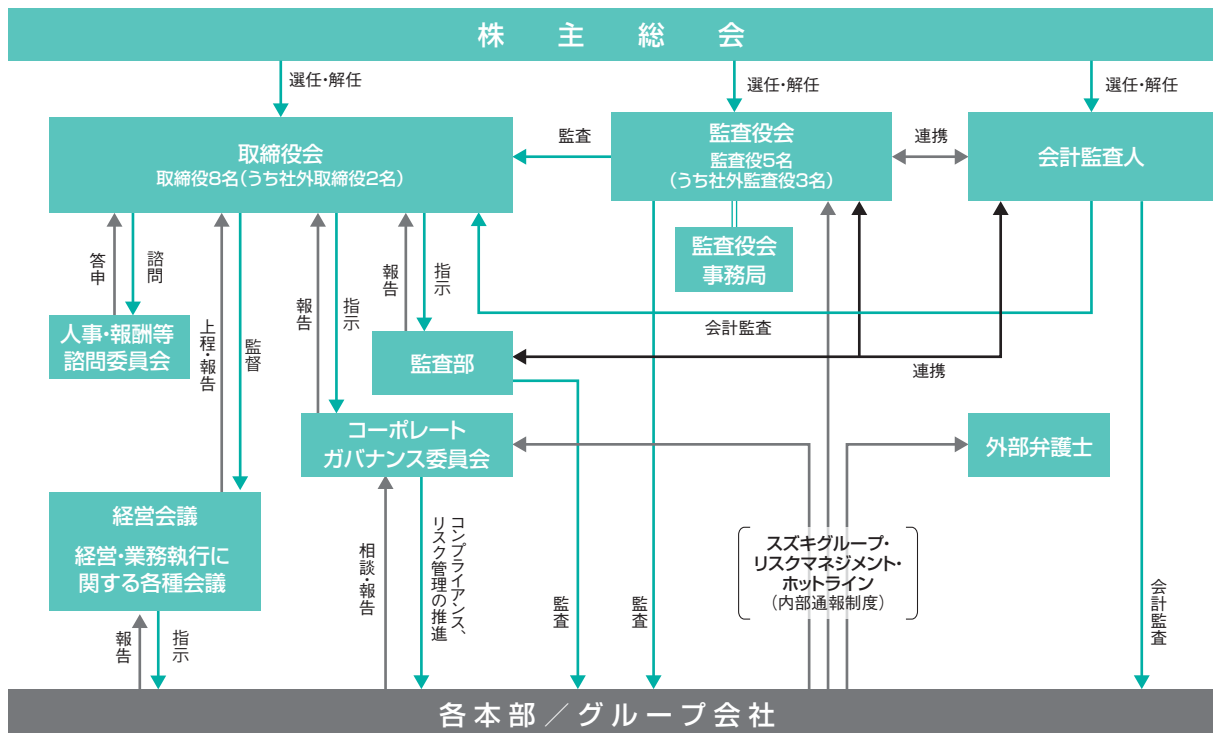 株主総会
選任・解任
選任・解任
選任・解任
取締役会
取締役8名(うち社外取締役2名)
監査
監査役会
監査役5名
(うち社外監査役3名)
連携
会計監査人
監査役会
事務局
答申
諮問
報告
指示
報告
指示
上程・報告
監督
会計監査
人事・報酬等
諮問委員会
監査部
連携
コーポレート
ガバナンス委員会
外部弁護士
経営会議
経営・業務執行に
関する各種会議
相談・報告
コンプライアンス、
リスク管理の推進
スズキグループ・
リスクマネジメント・
ホットライン
(内部通報制度)
監査
監査
会計監査
報告
指示
各本部/グループ会社